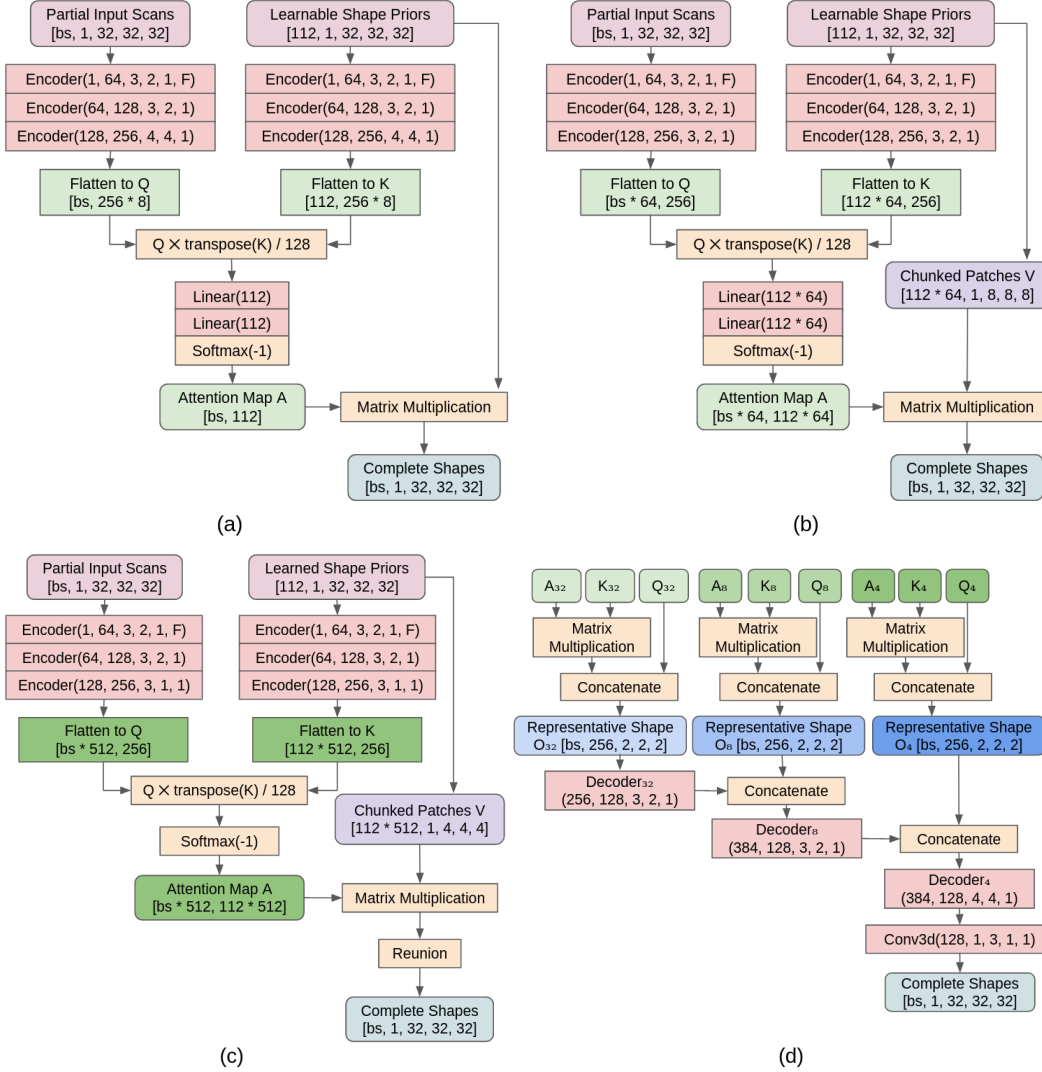 Partial Input Scans
[bs, 1, 32, 32, 32]
Learnable Shape Priors
[112, 1, 32, 32, 32]
Encoder(1, 64, 3, 2, 1, F)
Encoder(64, 128, 3, 2, 1)
Encoder(128, 256, 4, 4, 1)
Encoder(1, 64, 3, 2, 1, F)
Encoder(64, 128, 3, 2, 1)
Encoder(128, 256, 4, 4, 1)
Flatten to Q
[bs, 256 * 8]
Flatten to K
[112, 256 * 8]
Q ✕ transpose(K) / 128
Linear(112)
Linear(112)
Softmax(-1)
Attention Map A
[bs, 112]
Matrix Multiplication
Complete Shapes
[bs, 1, 32, 32, 32]
(a)
Partial Input Scans
[bs, 1, 32, 32, 32]
Learnable Shape Priors
[112, 1, 32, 32, 32]
Encoder(1, 64, 3, 2, 1, F)
Encoder(64, 128, 3, 2, 1)
Encoder(128, 256, 3, 2, 1)
Encoder(1, 64, 3, 2, 1, F)
Encoder(64, 128, 3, 2, 1)
Encoder(128, 256, 3, 2, 1)
Flatten to Q
[bs * 64, 256]
Flatten to K
[112 * 64, 256]
Q ✕ transpose(K) / 128
Chunked Patches V
[112 * 64, 1, 8, 8, 8]
Linear(112 * 64)
Linear(112 * 64)
Softmax(-1)
Attention Map A
[bs * 64, 112 * 64]
Matrix Multiplication
Complete Shapes
[bs, 1, 32, 32, 32]
(b)
Partial Input Scans
[bs, 1, 32, 32, 32]
Learned Shape Priors
[112, 1, 32, 32, 32]
Encoder(1, 64, 3, 2, 1, F)
Encoder(64, 128, 3, 2, 1)
Encoder(128, 256, 3, 1, 1)
Encoder(1, 64, 3, 2, 1, F)
Encoder(64, 128, 3, 2, 1)
Encoder(128, 256, 3, 1, 1)
Flatten to Q
[bs * 512, 256]
Flatten to K
[112 * 512, 256]
Q ✕ transpose(K) / 128
Chunked Patches V
[112 * 512, 1, 4, 4, 4]
Softmax(-1)
Attention Map A
[bs * 512, 112 * 512]
Matrix Multiplication
Reunion
Complete Shapes
[bs, 1, 32, 32, 32]
(c)
A₃₂ K₃₂ Q₃₂ A₈ K₈ Q₈ A₄ K₄ Q₄
Matrix
Multiplication
Matrix
Multiplication
Matrix
Multiplication
Concatenate
Concatenate
Concatenate
Representative Shape
O₃₂ [bs, 256, 2, 2, 2]
Representative Shape
O₈ [bs, 256, 2, 2, 2]
Representative Shape
O₄ [bs, 256, 2, 2, 2]
Decoder₃₂
(256, 128, 3, 2, 1)
Concatenate
Decoder₈
(384, 128, 3, 2, 1)
Concatenate
Decoder₄
(384, 128, 4, 4, 1)
Conv3d(128, 1, 3, 1, 1)
Complete Shapes
[bs, 1, 32, 32, 32]
(d)